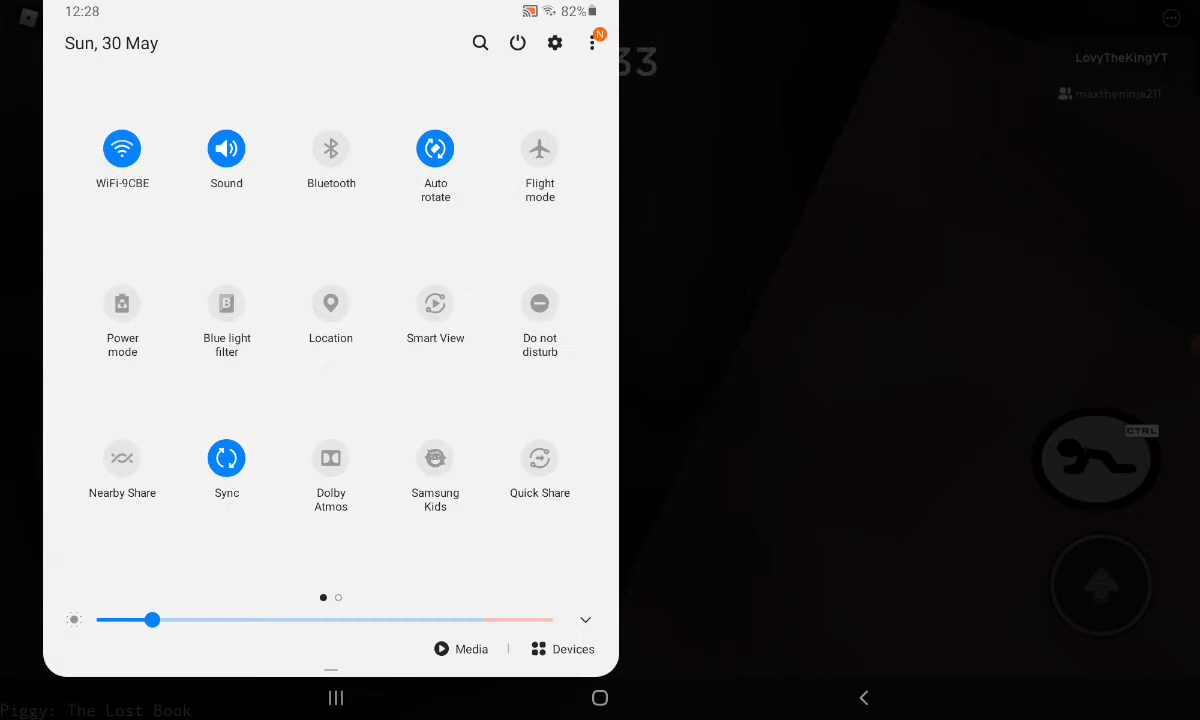 12:28
82%
Sun, 30 May
N
33
LovyTheKingYT
maxtheninja211
WiFi-9CBE
Sound
Bluetooth
Auto
rotate
Flight
mode
Power
mode
Blue light
filter
Location
Smart View
Do not
disturb
CTRL
Nearby Share
Sync
Dolby
Atmos
Samsung
Kids
Quick Share
Media
Devices
Piggy: The Lost Book